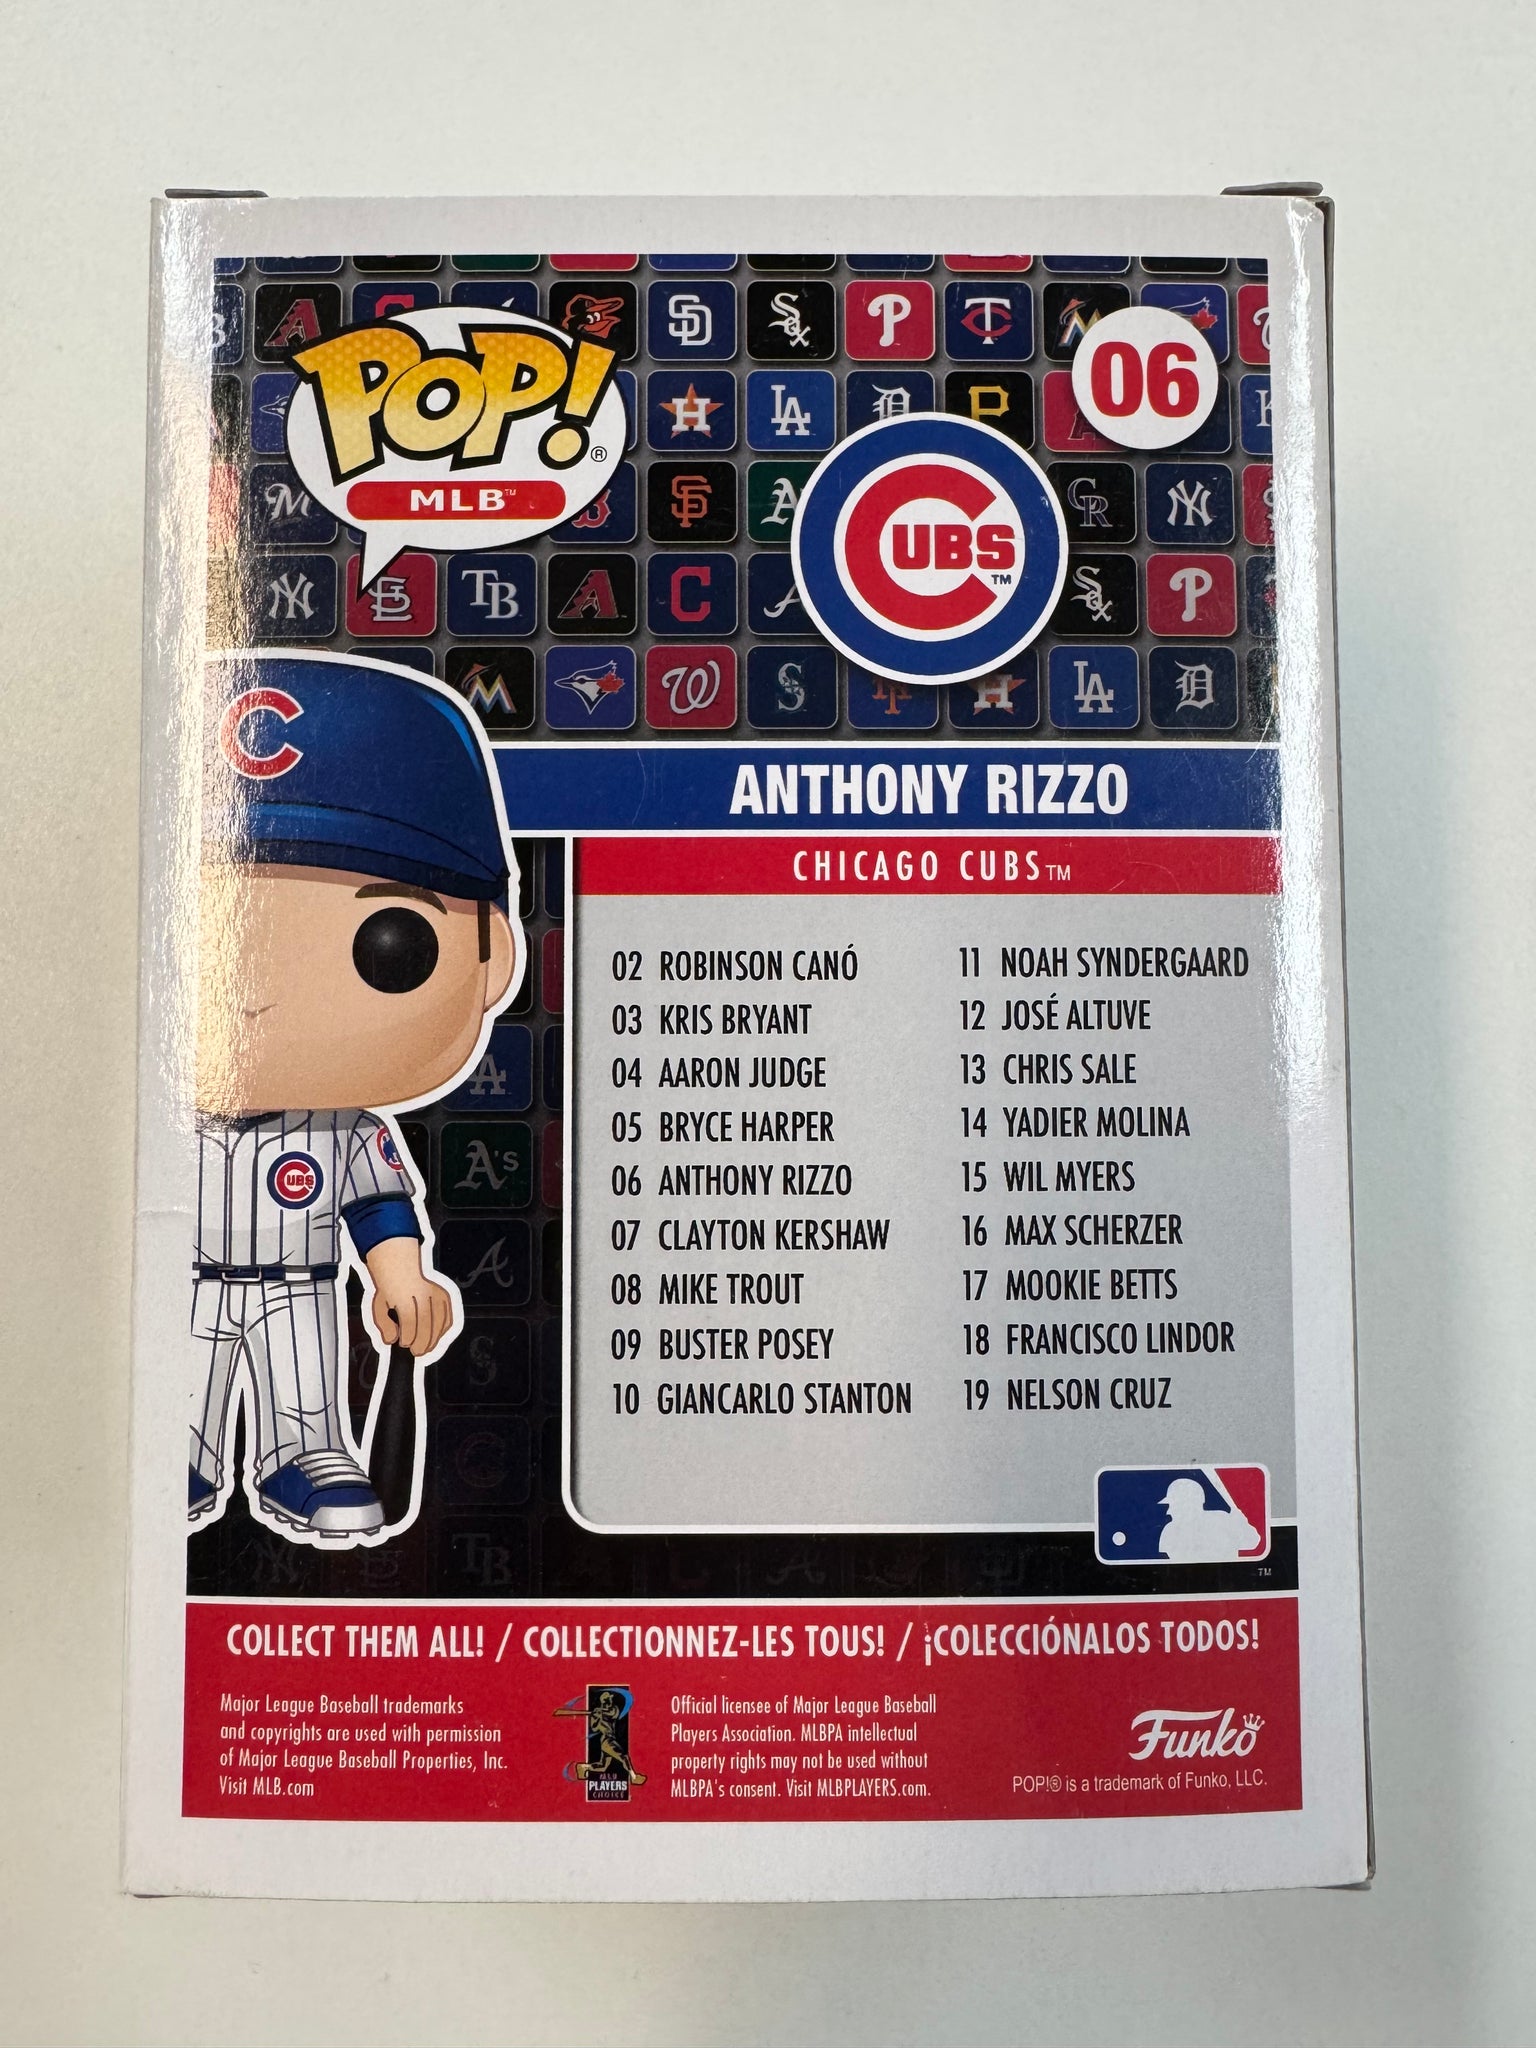 POP!®
MLB™
06
CUBS™
ANTHONY RIZZO
CHICAGO CUBS™
02 ROBINSON CANÓ
03 KRIS BRYANT
04 AARON JUDGE
05 BRYCE HARPER
06 ANTHONY RIZZO
07 CLAYTON KERSHAW
08 MIKE TROUT
09 BUSTER POSEY
10 GIANCARLO STANTON
11 NOAH SYNDERGAARD
12 JOSÉ ALTUVE
13 CHRIS SALE
14 YADIER MOLINA
15 WIL MYERS
16 MAX SCHERZER
17 MOOKIE BETTS
18 FRANCISCO LINDOR
19 NELSON CRUZ
TM
COLLECT THEM ALL! / COLLECTIONNEZ-LES TOUS! / ¡COLECCIÓNALOS TODOS!
Major League Baseball trademarks
and copyrights are used with permission
of Major League Baseball Properties, Inc.
Visit MLB.com
MLB
PLAYERS
CHOICE
Official licensee of Major League Baseball
Players Association. MLBPA intellectual
property rights may not be used without
MLBPA's consent. Visit MLBPLAYERS.com.
Funko
POP!® is a trademark of Funko, LLC.